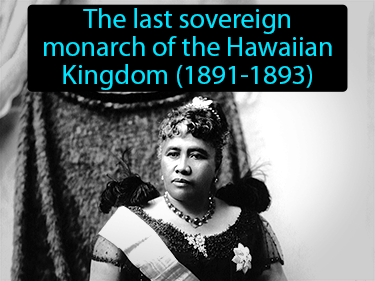 The last sovereign
monarch of the Hawaiian
Kingdom (1891-1893)